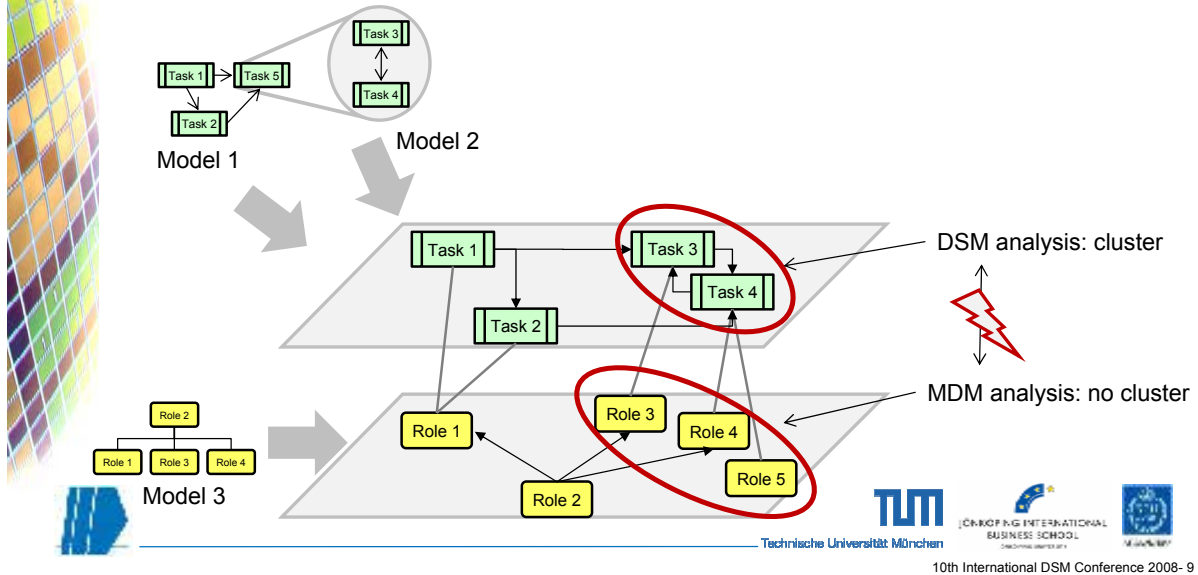 Task 3
Task 1
Task 5
Task 4
Task 2
Model 2
Model 1
Task 1
Task 3
DSM analysis: cluster
Task 4
Task 2
MDM analysis: no cluster
Role 2
Role 3
Role 1
Role 4
Role 1
Role 3
Role 4
Role 5
Model 3
Role 2
TUM
Technische Universität München
JÖNKÖPING INTERNATIONAL
BUSINESS SCHOOL
10th International DSM Conference 2008- 9